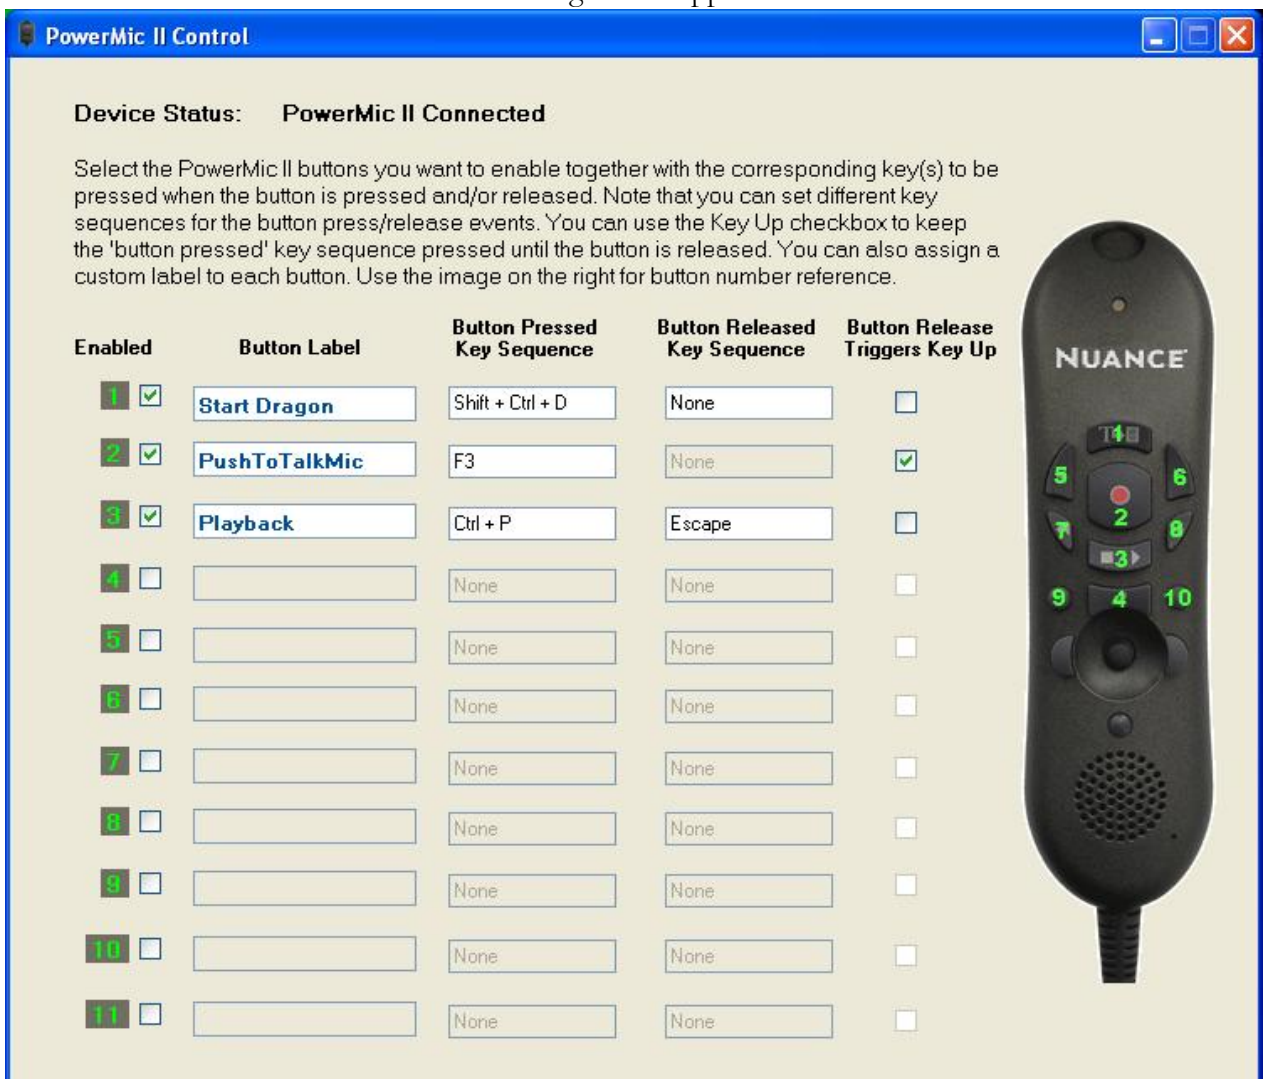 PowerMic II Control
Device Status: PowerMic II Connected
Select the PowerMic II buttons you want to enable together with the corresponding key(s) to be
pressed when the button is pressed and/or released. Note that you can set different key
sequences for the button press/release events. You can use the Key Up checkbox to keep
the 'button pressed' key sequence pressed until the button is released. You can also assign a
custom label to each button. Use the image on the right for button number reference.
Enabled Button Label Button Pressed Key Sequence Button Released Key Sequence Button Release Triggers Key Up
1 Start Dragon Shift + Ctrl + D None
2 PushToTalkMic F3 None
3 Playback Ctrl + P Escape
4 None None
5 None None
6 None None
7 None None
8 None None
9 None None
10 None None
11 None None
NUANCE
1
5 6
2
7 8
3
9 4 10